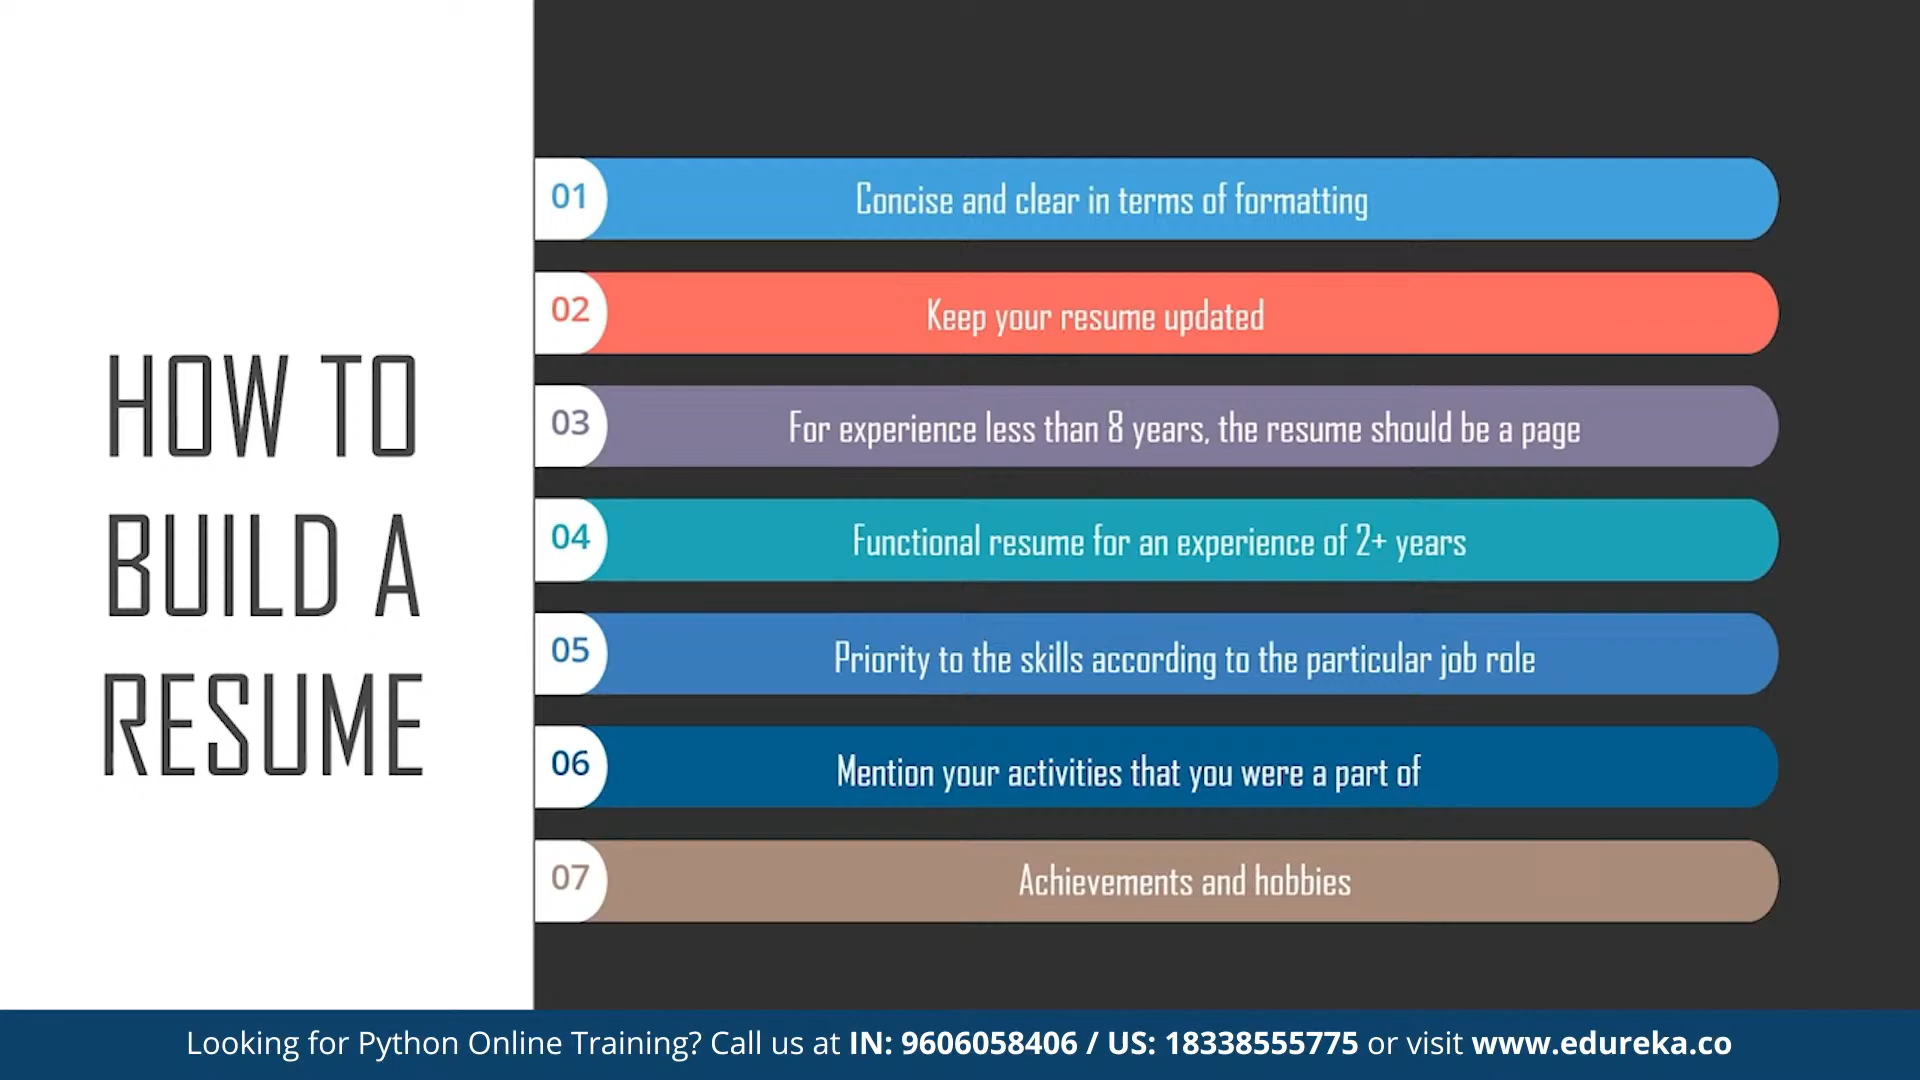 HOW TO
BUILD A
RESUME
01 Concise and clear in terms of formatting
02 Keep your resume updated
03 For experience less than 8 years, the resume should be a page
04 Functional resume for an experience of 2+ years
05 Priority to the skills according to the particular job role
06 Mention your activities that you were a part of
07 Achievements and hobbies
Looking for Python Online Training? Call us at IN: 9606058406 / US: 18338555775 or visit www.edureka.co